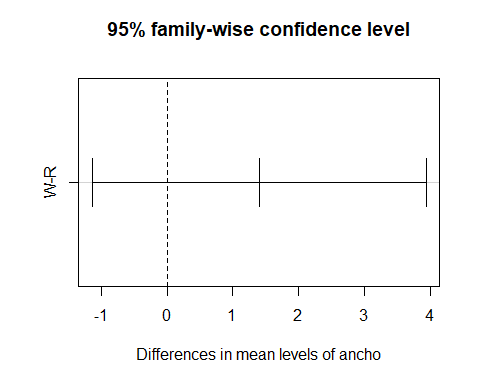 95% family-wise confidence level
W-R
-1 0 1 2 3 4
Differences in mean levels of ancho